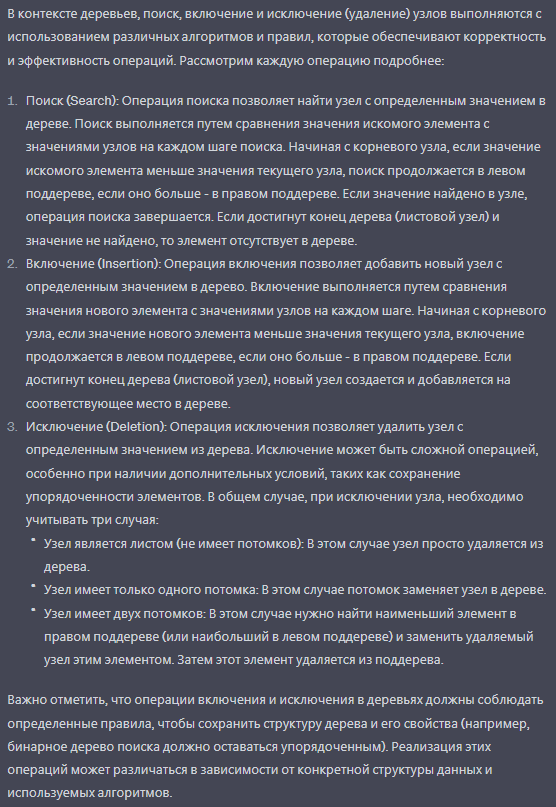 В контексте деревьев, поиск, включение и исключение (удаление) узлов выполняются с
использованием различных алгоритмов и правил, которые обеспечивают корректность
и эффективность операций. Рассмотрим каждую операцию подробнее:
1. Поиск (Search): Операция поиска позволяет найти узел с определенным значением в
дереве. Поиск выполняется путем сравнения значения искомого элемента с
значениями узлов на каждом шаге поиска. Начиная с корневого узла, если значение
искомого элемента меньше значения текущего узла, поиск продолжается в левом
поддереве, если оно больше - в правом поддереве. Если значение найдено в узле,
операция поиска завершается. Если достигнут конец дерева (листовой узел) и
значение не найдено, то элемент отсутствует в дереве.
2. Включение (Insertion): Операция включения позволяет добавить новый узел с
определенным значением в дерево. Включение выполняется путем сравнения
значения нового элемента с значениями узлов на каждом шаге. Начиная с корневого
узла, если значение нового элемента меньше значения текущего узла, включение
продолжается в левом поддереве, если оно больше - в правом поддереве. Если
достигнут конец дерева (листовой узел), новый узел создается и добавляется на
соответствующее место в дереве.
3. Исключение (Deletion): Операция исключения позволяет удалить узел с
определенным значением из дерева. Исключение может быть сложной операцией,
особенно при наличии дополнительных условий, таких как сохранение
упорядоченности элементов. В общем случае, при исключении узла, необходимо
учитывать три случая:
• Узел является листом (не имеет потомков): В этом случае узел просто удаляется из
дерева.
• Узел имеет только одного потомка: В этом случае потомок заменяет узел в дереве.
• Узел имеет двух потомков: В этом случае нужно найти наименьший элемент в
правом поддереве (или наибольший в левом поддереве) и заменить удаляемый
узел этим элементом. Затем этот элемент удаляется из поддерева.
Важно отметить, что операции включения и исключения в деревьях должны соблюдать
определенные правила, чтобы сохранить структуру дерева и его свойства (например,
бинарное дерево поиска должно оставаться упорядоченным). Реализация этих
операций может различаться в зависимости от конкретной структуры данных и
используемых алгоритмов.